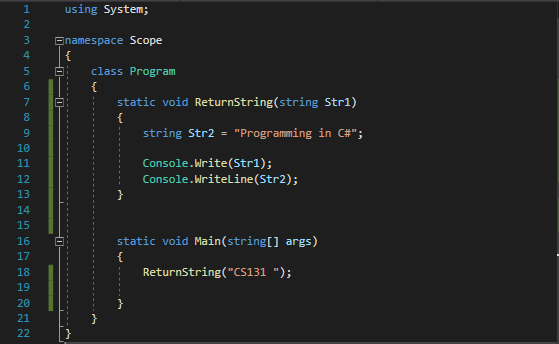 1 using System;
2
3 namespace Scope
4 {
5 class Program
6 {
7 static void ReturnString(string Str1)
8 {
9 string Str2 = "Programming in C#";
10
11 Console.Write(Str1);
12 Console.WriteLine(Str2);
13 }
14
15
16 static void Main(string[] args)
17 {
18 ReturnString("CS131 ");
19
20 }
21 }
22 }